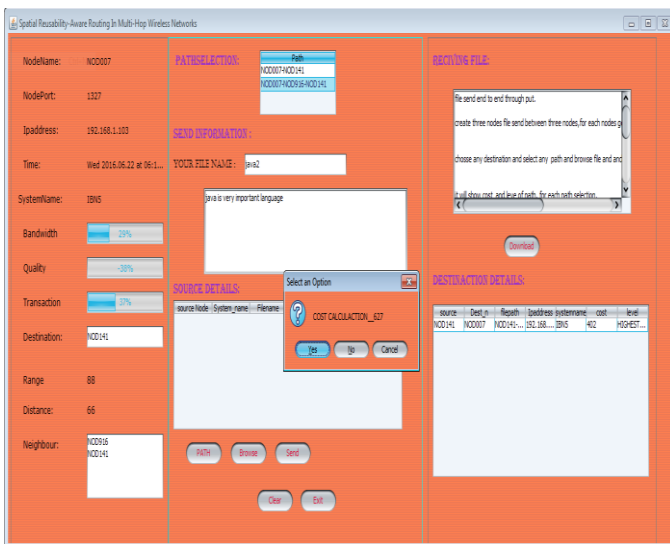 Spatial Reusability-Aware Routing In Multi-Hop Wireless Networks
NodeName: NOD007
NodePort: 1327
Ipaddress: 192.168.1.103
Time: Wed 2016.06.22 at 06:1...
SystemName: IBNS
Bandwidth 29%
Quality -38%
Transaction 37%
Destination: NOD141
Range 88
Distance: 66
Neighbour: NOD916
NOD141
PATHSELECTION:
Path
NOD007-NOD141
NOD007-NOD916-NOD141
SEND INFORMATION :
YOUR FILE NAME : java2
java is very important language
SOURCE DETAILS:
source Node System_name Filename
PATH Browse Send
Clear Exit
Select an Option
COST CALCULACTION__627
Yes No Cancel
RECIVING FILE:
file send end to end through put.
create three nodes file send between three nodes,for each nodes g
choose any destination and select any path and browse file and and
it will show cost and leve of path, for each path selection.
Download
DESTINACTION DETAILS:
source Dest_n filepath Ipaddress systemname cost level
NOD141 NOD007 NOD141-... 192.168.... IBNS 402 HIGHEST...